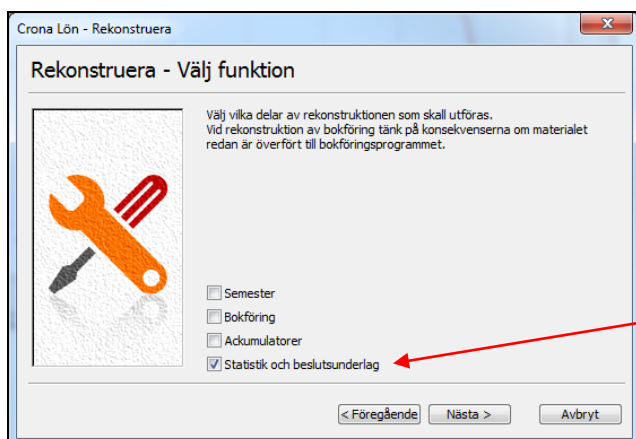 Crona Lön - Rekonstruera
Rekonstruera - Välj funktion
Välj vilka delar av rekonstruktionen som skall utföras.
Vid rekonstruktion av bokföring tänk på konsekvenserna om materialet
redan är överfört till bokföringsprogrammet.
Semester
Bokföring
Ackumulatorer
Statistik och beslutsunderlag
< Föregående Nästa > Avbryt